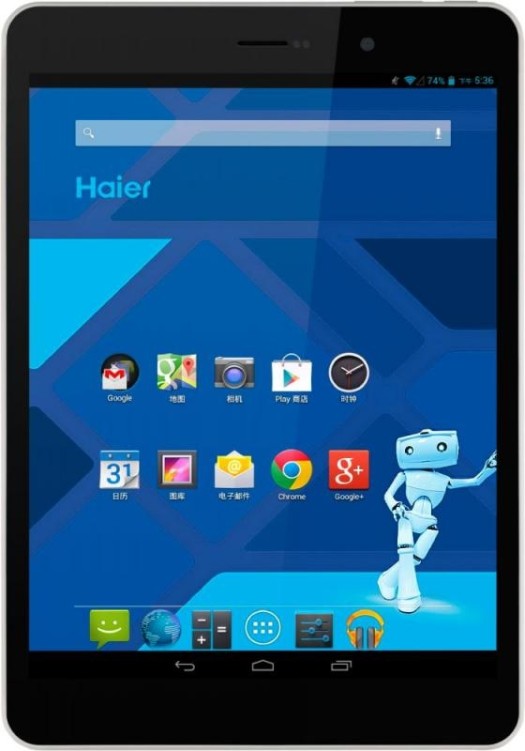 74% 5:36
Haier
Google
地图
相机
Play 商店
时钟
31
日历
图库
电子邮件
Chrome
g+
Google+